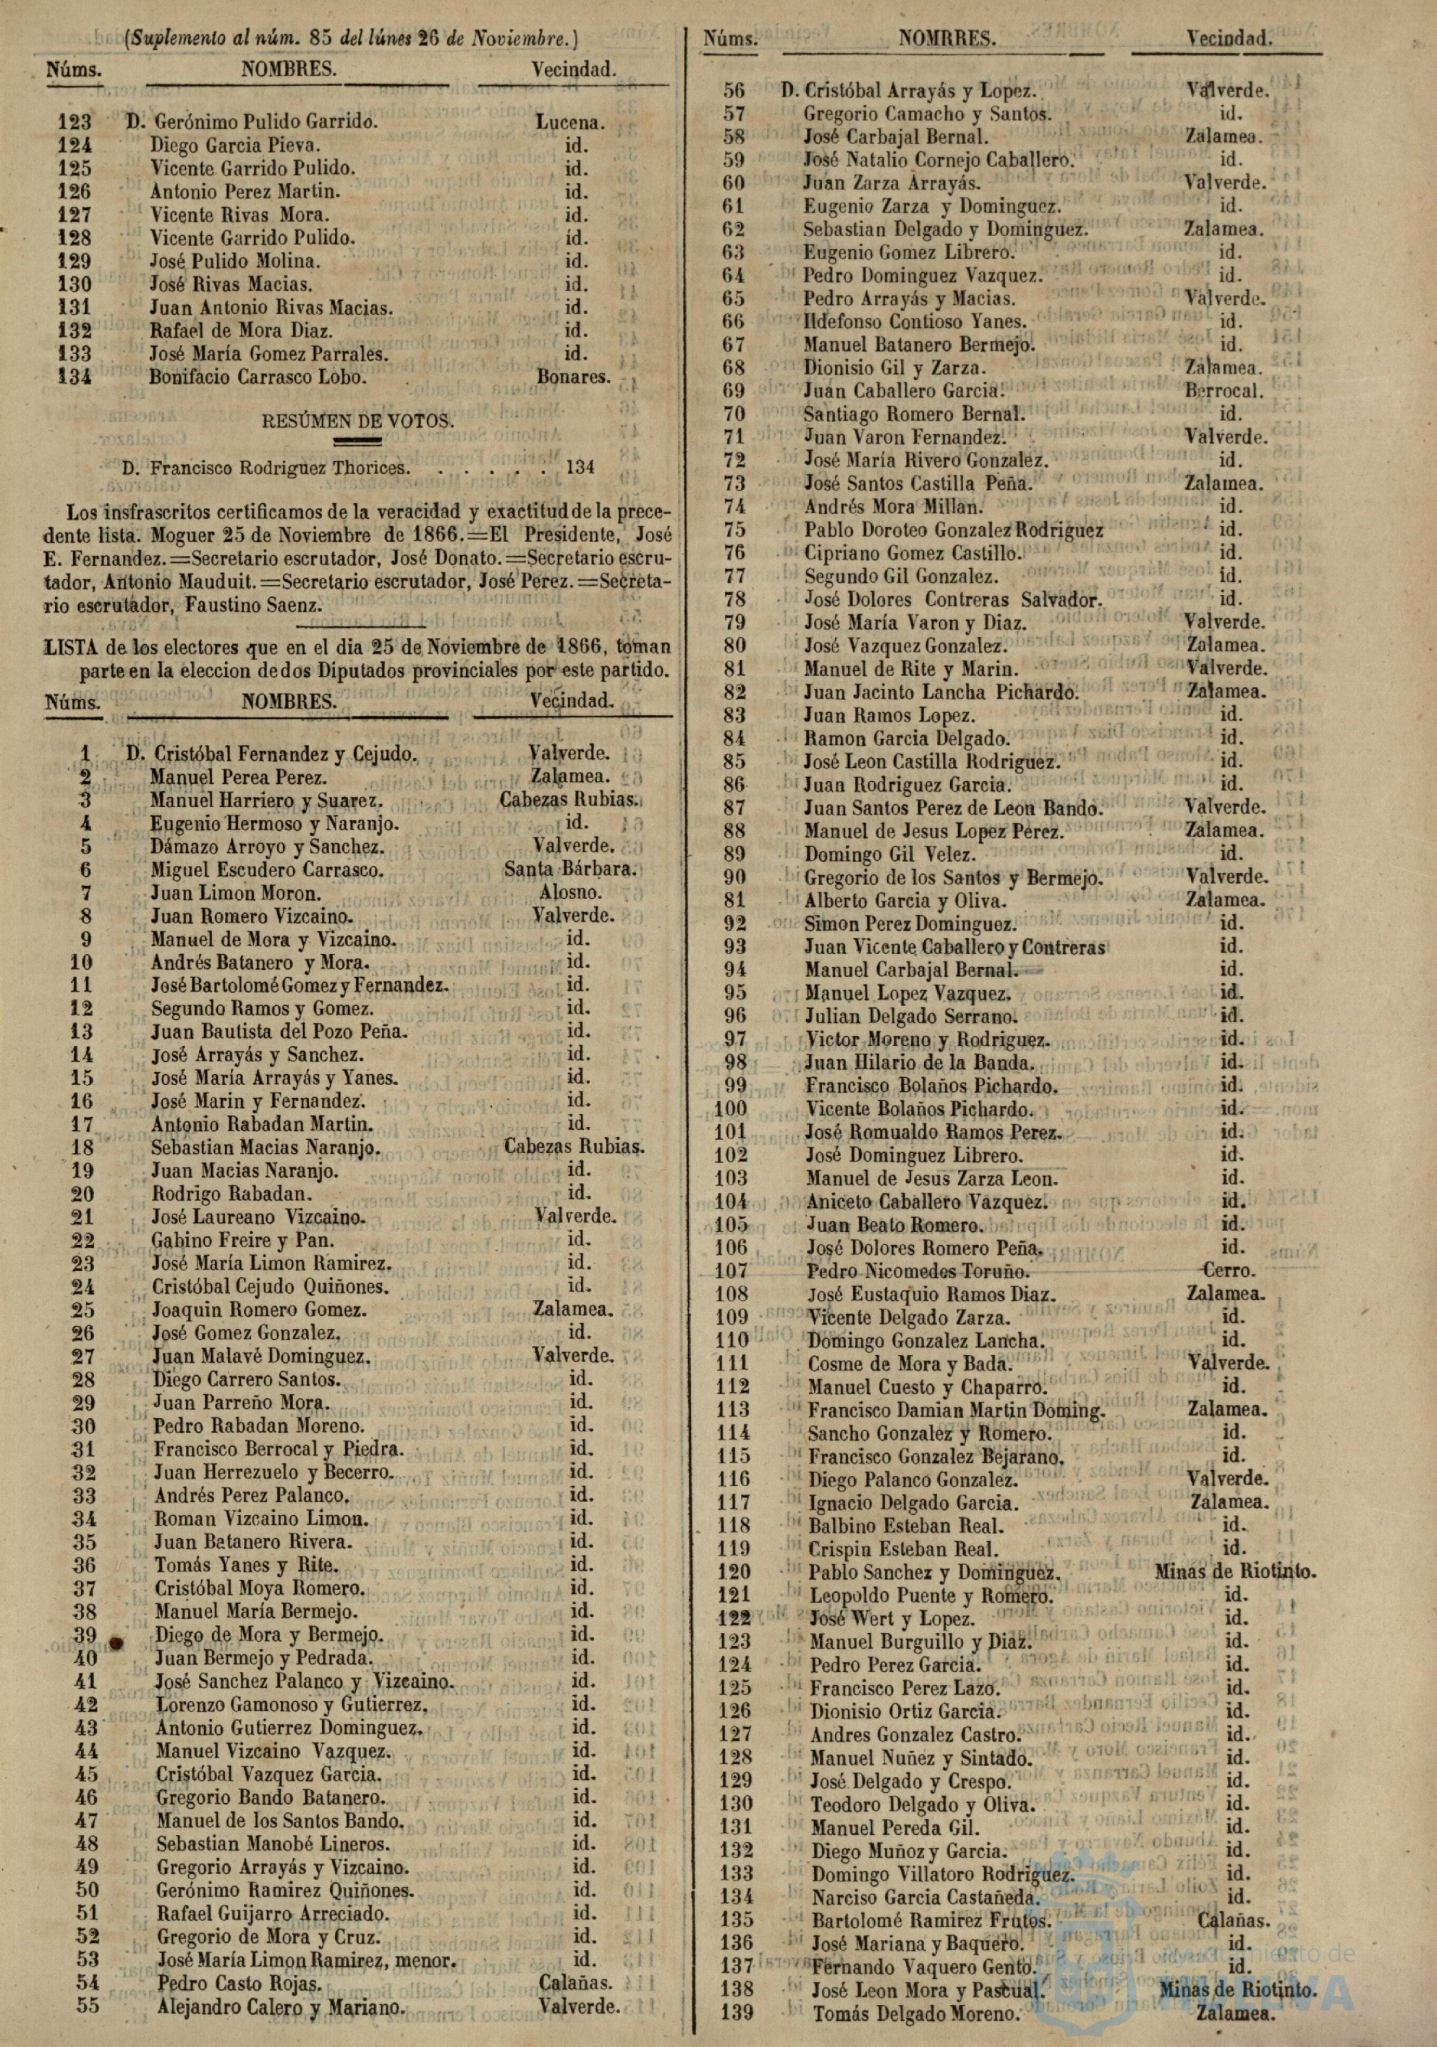 (Suplemento al núm. 85 del lúnes 26 de Noviembre.)
Núms. NOMBRES. Vecindad.
123 D. Gerónimo Pulido Garrido. Lucena.
124 Diego Garcia Pieva. id.
125 Vicente Garrido Pulido. id.
126 Antonio Perez Martin. id.
127 Vicente Rivas Mora. id.
128 Vicente Garrido Pulido. id.
129 José Pulido Molina. id.
130 José Rivas Macias. id.
131 Juan Antonio Rivas Macias. id.
132 Rafael de Mora Diaz. id.
133 José María Gomez Parrales. id.
134 Bonifacio Carrasco Lobo. Bonares.
RESÚMEN DE VOTOS.
D. Francisco Rodriguez Thorices. . . . . . . 134
Los insfrascritos certificamos de la veracidad y exactitud de la prece-
dente lista. Moguer 25 de Noviembre de 1866.=El Presidente, José
E. Fernandez.=Secretario escrutador, José Donato.=Secretario escru-
tador, Antonio Mauduit.=Secretario escrutador, José Perez.=Secreta-
rio escrutador, Faustino Saenz.
LISTA de los electores que en el dia 25 de Noviembre de 1866, toman
parte en la eleccion de dos Diputados provinciales por este partido.
Núms. NOMBRES. Vecindad.
1 D. Cristóbal Fernandez y Cejudo. Valverde.
2 Manuel Perea Perez. Zalamea.
3 Manuel Harriero y Suarez. Cabezas Rubias.
4 Eugenio Hermoso y Naranjo. id.
5 Dámazo Arroyo y Sanchez. Valverde.
6 Miguel Escudero Carrasco. Santa Bárbara.
7 Juan Limon Moron. Alosno.
8 Juan Romero Vizcaino. Valverde.
9 Manuel de Mora y Vizcaino. id.
10 Andrés Batanero y Mora. id.
11 José Bartolomé Gomez y Fernandez. id.
12 Segundo Ramos y Gomez. id.
13 Juan Bautista del Pozo Peña. id.
14 José Arrayás y Sanchez. id.
15 José María Arrayás y Yanes. id.
16 José Marin y Fernandez. id.
17 Antonio Rabadan Martin. id.
18 Sebastian Macias Naranjo. Cabezas Rubias.
19 Juan Macias Naranjo. id.
20 Rodrigo Rabadan. id.
21 José Laureano Vizcaino. Valverde.
22 Gabino Freire y Pan. id.
23 José María Limon Ramirez. id.
24 Cristóbal Cejudo Quiñones. id.
25 Joaquin Romero Gomez. Zalamea.
26 José Gomez Gonzalez. id.
27 Juan Malavé Dominguez. Valverde.
28 Diego Carrero Santos. id.
29 Juan Parreño Mora. id.
30 Pedro Rabadan Moreno. id.
31 Francisco Berrocal y Piedra. id.
32 Juan Herrezuelo y Becerro. id.
33 Andrés Perez Palanco. id.
34 Roman Vizcaino Limon. id.
35 Juan Batanero Rivera. id.
36 Tomás Yanes y Rite. id.
37 Cristóbal Moya Romero. id.
38 Manuel María Bermejo. id.
39 Diego de Mora y Bermejo. id.
40 Juan Bermejo y Pedrada. id.
41 José Sanchez Palanco y Vizcaino. id.
42 Lorenzo Gamonoso y Gutierrez. id.
43 Antonio Gutierrez Dominguez. id.
44 Manuel Vizcaino Vazquez. id.
45 Cristóbal Vazquez Garcia. id.
46 Gregorio Bando Batanero. id.
47 Manuel de los Santos Bando. id.
48 Sebastian Manobé Lineros. id.
49 Gregorio Arrayás y Vizcaino. id.
50 Gerónimo Ramirez Quiñones. id.
51 Rafael Guijarro Arreciado. id.
52 Gregorio de Mora y Cruz. id.
53 José María Limon Ramirez, menor. id.
54 Pedro Casto Rojas. Calañas.
55 Alejandro Calero y Mariano. Valverde.
Núms. NOMRRES. Vecindad.
56 D. Cristóbal Arrayás y Lopez. Valverde.
57 Gregorio Camacho y Santos. id.
58 José Carbajal Bernal. Zalamea.
59 José Natalio Cornejo Caballero. id.
60 Juan Zarza Arrayás. Valverde.
61 Eugenio Zarza y Dominguez. id.
62 Sebastian Delgado y Dominguez. Zalamea.
63 Eugenio Gomez Librero. id.
64 Pedro Dominguez Vazquez. id.
65 Pedro Arrayás y Macias. Valverde.
66 Ildefonso Contioso Yanes. id.
67 Manuel Batanero Bermejo. id.
68 Dionisio Gil y Zarza. Zalamea.
69 Juan Caballero Garcia. Berrocal.
70 Santiago Romero Bernal. id.
71 Juan Varon Fernandez. Valverde.
72 José María Rivero Gonzalez. id.
73 José Santos Castilla Peña. Zalamea.
74 Andrés Mora Millan. id.
75 Pablo Doroteo Gonzalez Rodriguez id.
76 Cipriano Gomez Castillo. id.
77 Segundo Gil Gonzalez. id.
78 José Dolores Contreras Salvador. id.
79 José María Varon y Diaz. Valverde.
80 José Vazquez Gonzalez. Zalamea.
81 Manuel de Rite y Marin. Valverde.
82 Juan Jacinto Lancha Pichardo. Zalamea.
83 Juan Ramos Lopez. id.
84 Ramon Garcia Delgado. id.
85 José Leon Castilla Rodriguez. id.
86 Juan Rodriguez Garcia. id.
87 Juan Santos Perez de Leon Bando. Valverde.
88 Manuel de Jesus Lopez Perez. Zalamea.
89 Domingo Gil Velez. id.
90 Gregorio de los Santos y Bermejo. Valverde.
81 Alberto Garcia y Oliva. Zalamea.
92 Simon Perez Dominguez. id.
93 Juan Vicente Caballero y Contreras id.
94 Manuel Carbajal Bernal. id.
95 Manuel Lopez Vazquez. id.
96 Julian Delgado Serrano. id.
97 Victor Moreno y Rodriguez. id.
98 Juan Hilario de la Banda. id.
99 Francisco Bolaños Pichardo. id.
100 Vicente Bolaños Pichardo. id.
101 José Romualdo Ramos Perez. id.
102 José Dominguez Librero. id.
103 Manuel de Jesus Zarza Leon. id.
104 Aniceto Caballero Vazquez. id.
105 Juan Beato Romero. id.
106 José Dolores Romero Peña. id.
107 Pedro Nicomedes Toruño. Cerro.
108 José Eustaquio Ramos Diaz. Zalamea.
109 Vicente Delgado Zarza. id.
110 Domingo Gonzalez Lancha. id.
111 Cosme de Mora y Bada. Valverde.
112 Manuel Cuesto y Chaparro. id.
113 Francisco Damian Martin Doming. Zalamea.
114 Sancho Gonzalez y Romero. id.
115 Francisco Gonzalez Bejarano. id.
116 Diego Palanco Gonzalez. Valverde.
117 Ignacio Delgado Garcia. Zalamea.
118 Balbino Esteban Real. id.
119 Crispin Esteban Real. id.
120 Pablo Sanchez y Dominguez. Minas de Riotinto.
121 Leopoldo Puente y Romero. id.
122 José Wert y Lopez. id.
123 Manuel Burguillo y Diaz. id.
124 Pedro Perez Garcia. id.
125 Francisco Perez Lazo. id.
126 Dionisio Ortiz Garcia. id.
127 Andres Gonzalez Castro. id.
128 Manuel Nuñez y Sintado. id.
129 José Delgado y Crespo. id.
130 Teodoro Delgado y Oliva. id.
131 Manuel Pereda Gil. id.
132 Diego Muñoz y Garcia. id.
133 Domingo Villatoro Rodriguez. id.
134 Narciso Garcia Castañeda. id.
135 Bartolomé Ramirez Frutos. Calañas.
136 José Mariana y Baquero. id.
137 Fernando Vaquero Gento. id.
138 José Leon Mora y Pascual. Minas de Riotinto.
139 Tomás Delgado Moreno. Zalamea.